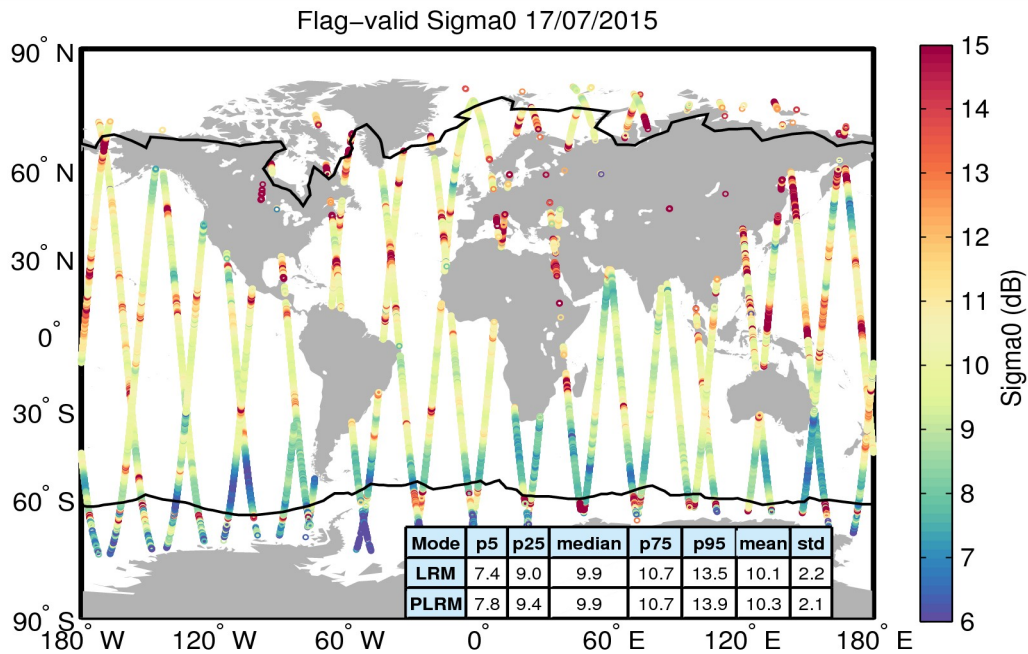 Flag−valid Sigma0 17/07/2015
90° N
60° N
30° N
0°
30° S
60° S
90° S
180° W
120° W
60° W
0°
60° E
120° E
180° E
15
14
13
12
11
10
9
8
7
6
Sigma0 (dB)
Mode p5 p25 median p75 p95 mean std
LRM 7.4 9.0 9.9 10.7 13.5 10.1 2.2
PLRM 7.8 9.4 9.9 10.7 13.9 10.3 2.1